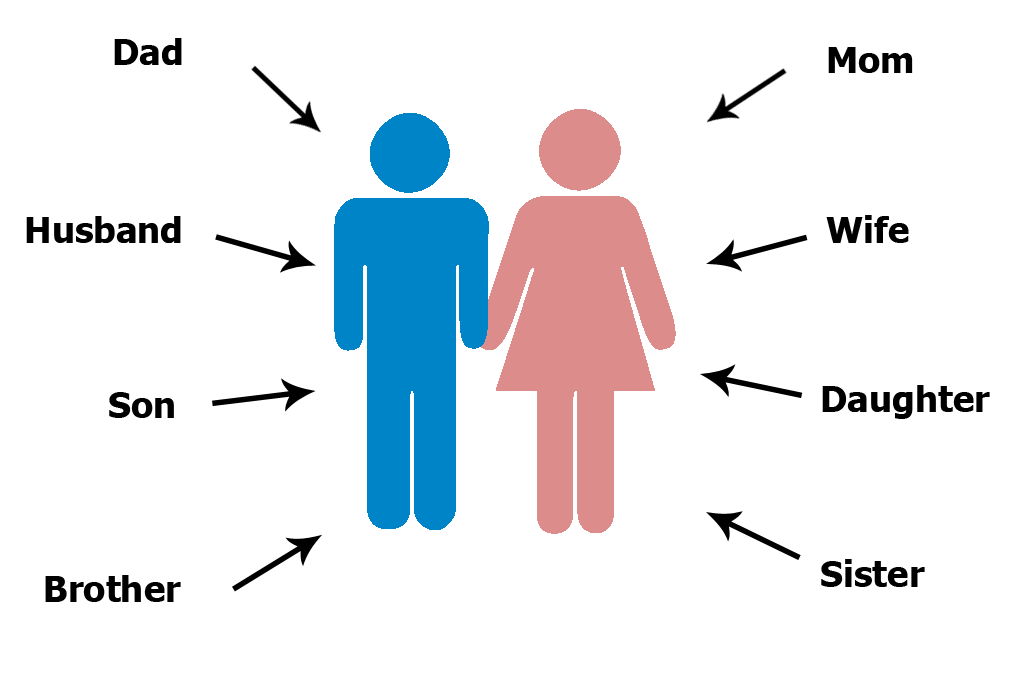 Dad
Mom
Husband
Wife
Son
Daughter
Brother
Sister